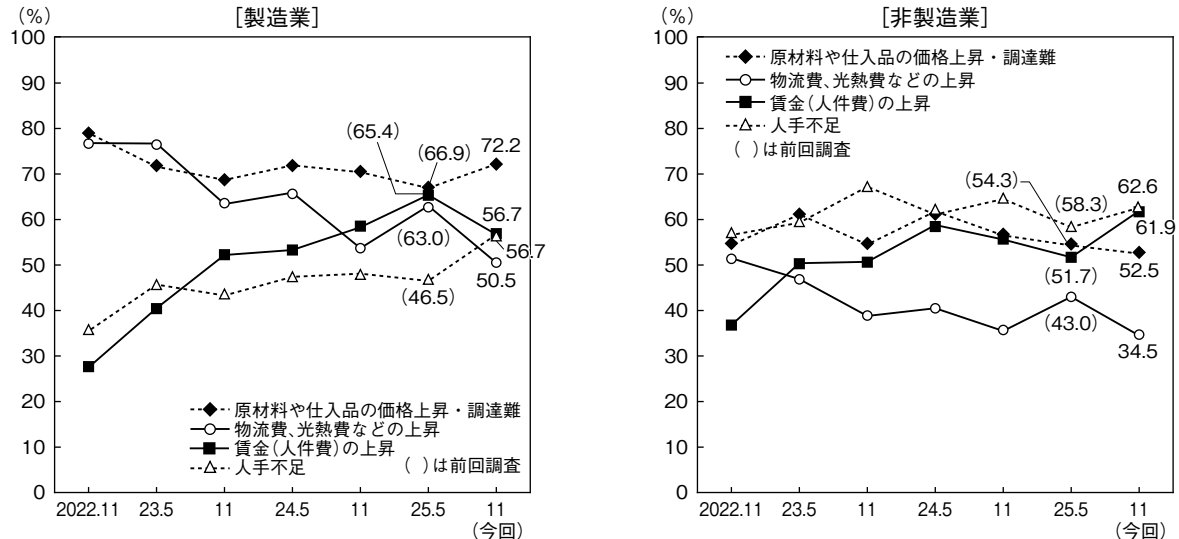 ［製造業］
（％）
100
90
80
70
60
50
40
30
20
10
0
（65.4）
（66.9）
72.2
56.7
（63.0）
56.7
（46.5）
50.5
原材料や仕入品の価格上昇・調達難
物流費、光熱費などの上昇
賃金（人件費）の上昇
人手不足 （ ）は前回調査
2022.11 23.5 11 24.5 11 25.5 11
（今回）
［非製造業］
（％）
100
90
80
70
60
50
40
30
20
10
0
原材料や仕入品の価格上昇・調達難
物流費、光熱費などの上昇
賃金（人件費）の上昇
人手不足
（ ）は前回調査
（54.3）
（58.3）
62.6
61.9
（51.7）
52.5
（43.0）
34.5
2022.11 23.5 11 24.5 11 25.5 11
（今回）